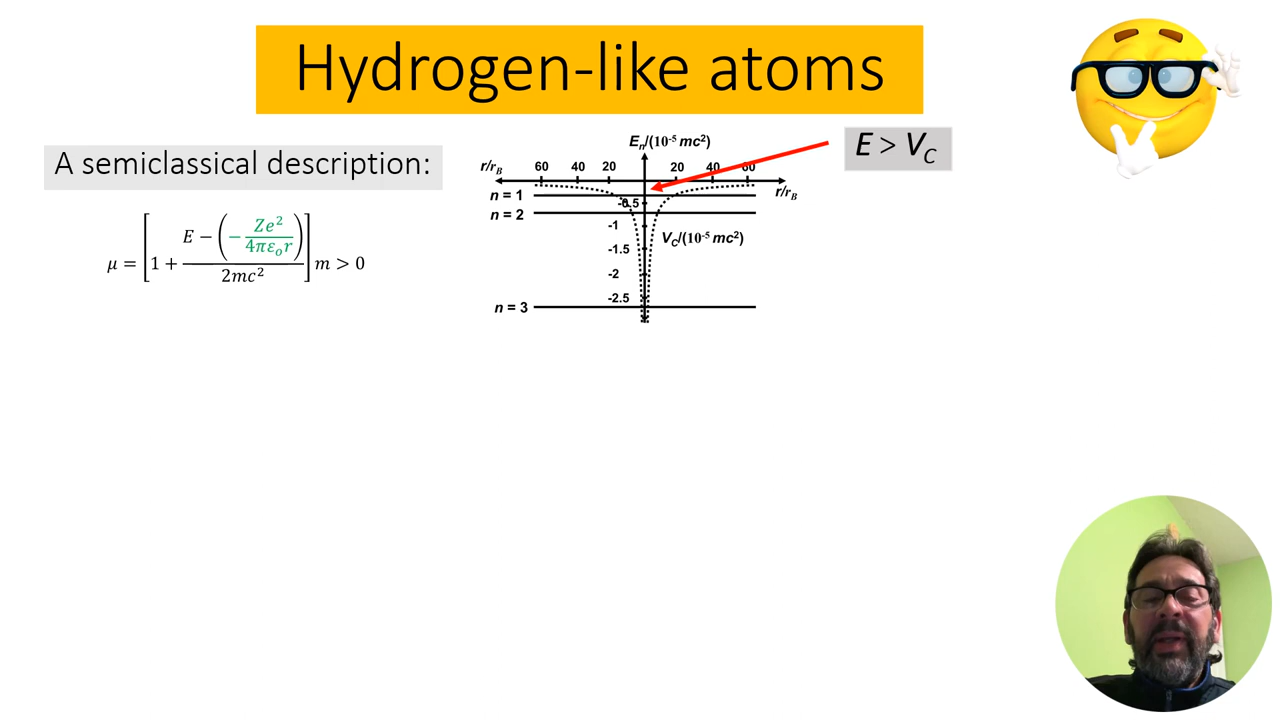 Hydrogen-like atoms
A semiclassical description:
μ = [1 + (E − (−Ze²/4πε₀r))/2mc²] m > 0
Eₙ/(10⁻⁵ mc²)
E > V_C
r/r_B 60 40 20 20 40 60 r/r_B
n = 1
-0.5
n = 2
-1
V_C/(10⁻⁵ mc²)
-1.5
-2
-2.5
n = 3